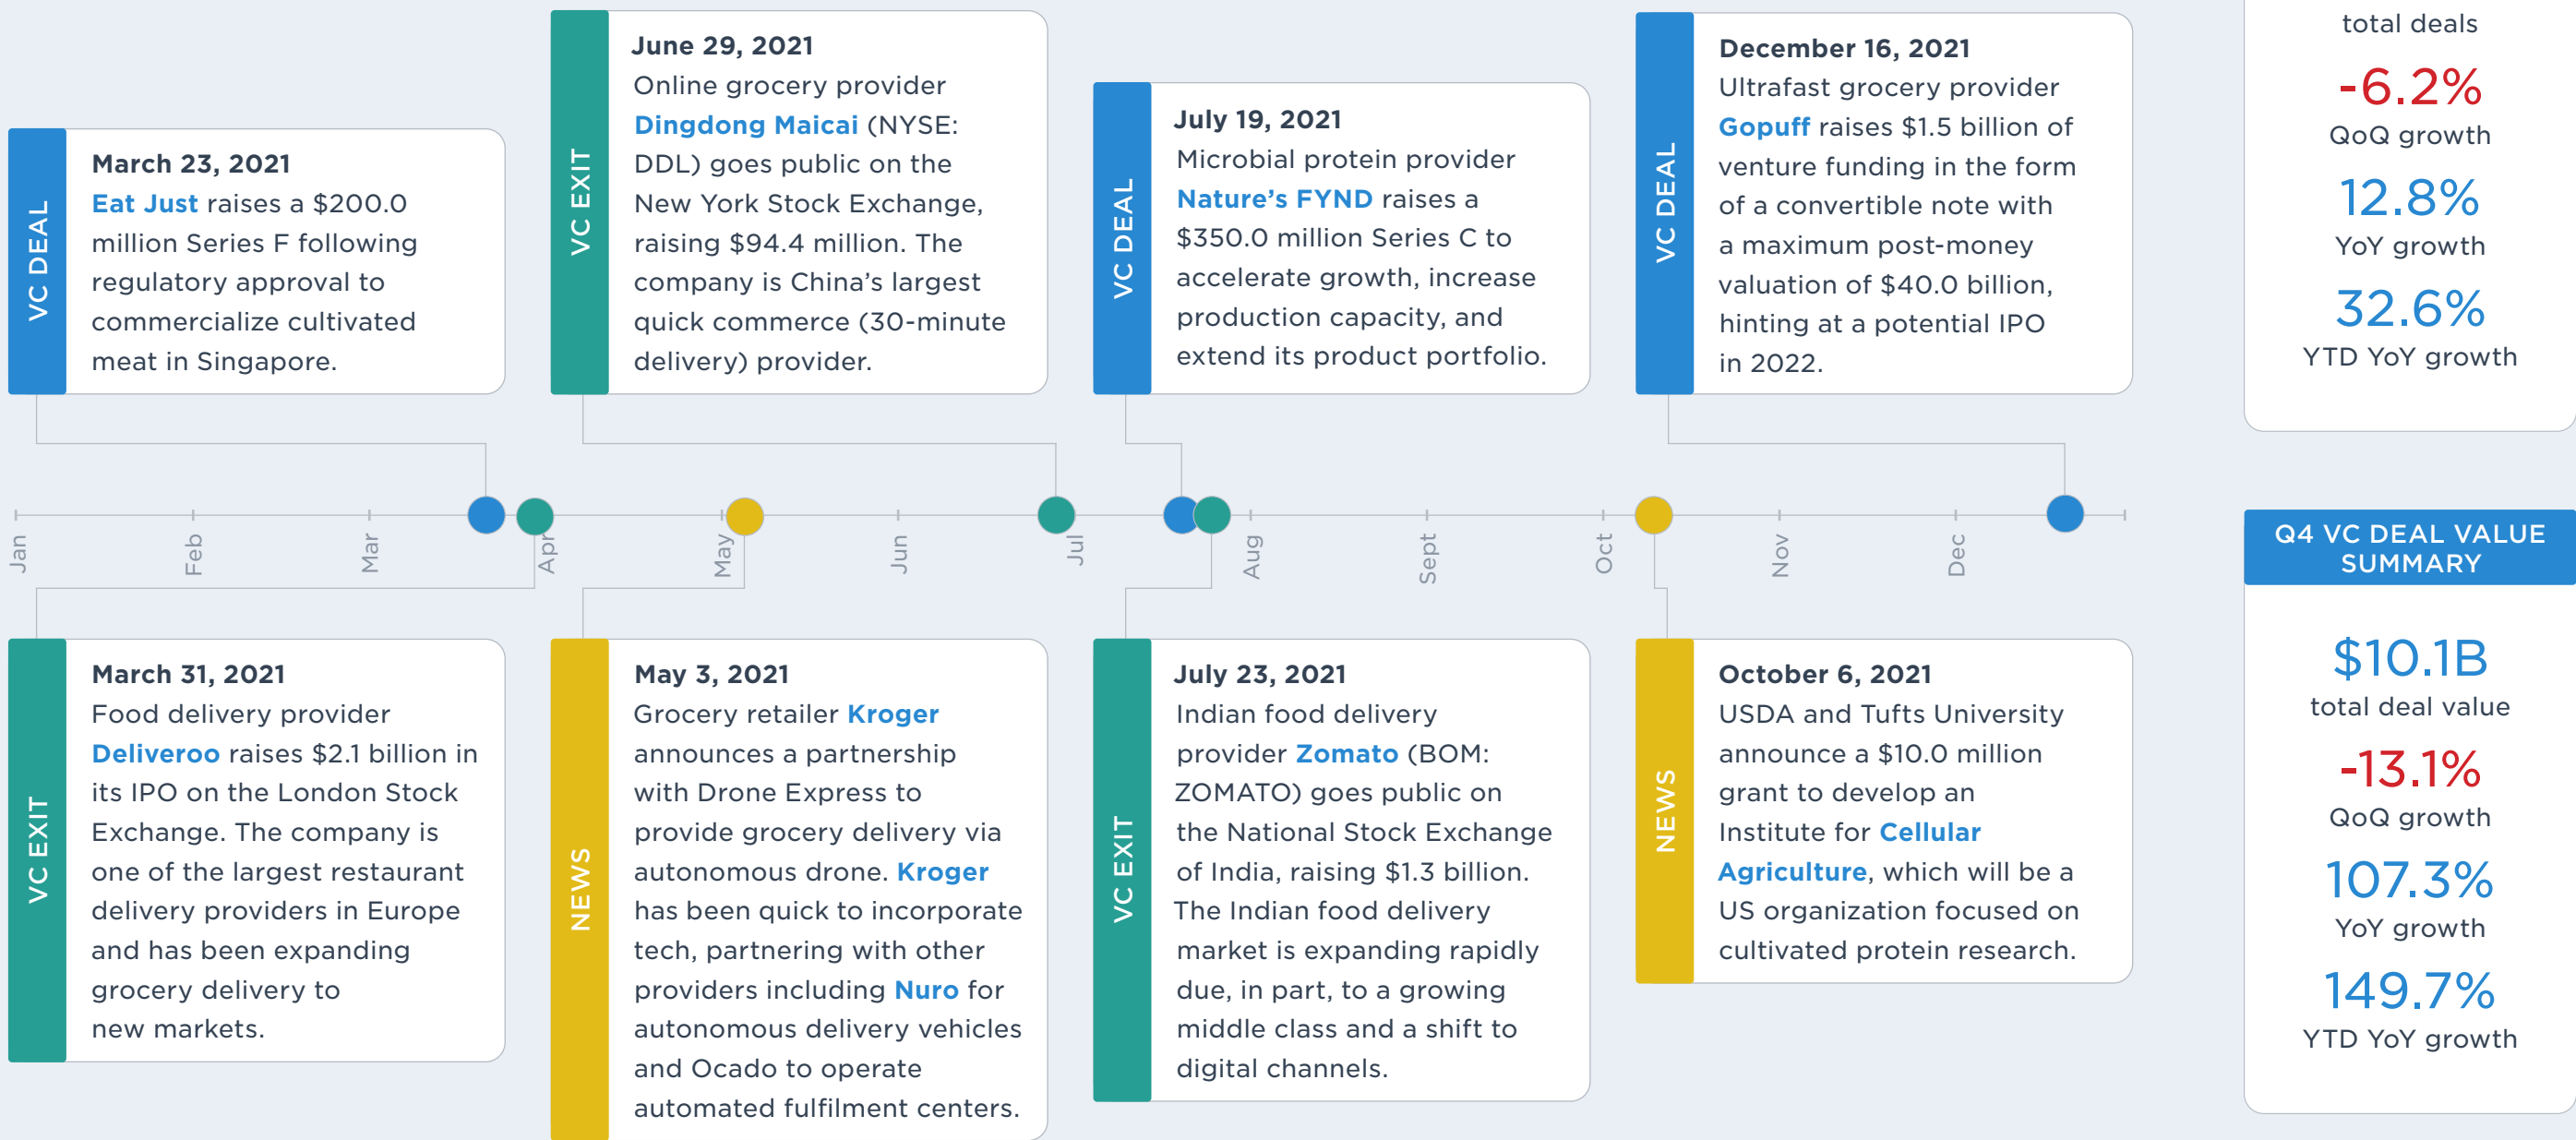 June 29, 2021
Online grocery provider
Dingdong Maicai (NYSE:
DDL) goes public on the
New York Stock Exchange,
raising $94.4 million. The
company is China’s largest
quick commerce (30-minute
delivery) provider.
VC EXIT
December 16, 2021
Ultrafast grocery provider
Gopuff raises $1.5 billion of
venture funding in the form
of a convertible note with
a maximum post-money
valuation of $40.0 billion,
hinting at a potential IPO
in 2022.
VC DEAL
July 19, 2021
Microbial protein provider
Nature’s FYND raises a
$350.0 million Series C to
accelerate growth, increase
production capacity, and
extend its product portfolio.
VC DEAL
March 23, 2021
Eat Just raises a $200.0
million Series F following
regulatory approval to
commercialize cultivated
meat in Singapore.
VC DEAL
total deals
-6.2%
QoQ growth
12.8%
YoY growth
32.6%
YTD YoY growth
Jan
Feb
Mar
Apr
May
Jun
Jul
Aug
Sept
Oct
Nov
Dec
March 31, 2021
Food delivery provider
Deliveroo raises $2.1 billion in
its IPO on the London Stock
Exchange. The company is
one of the largest restaurant
delivery providers in Europe
and has been expanding
grocery delivery to
new markets.
VC EXIT
May 3, 2021
Grocery retailer Kroger
announces a partnership
with Drone Express to
provide grocery delivery via
autonomous drone. Kroger
has been quick to incorporate
tech, partnering with other
providers including Nuro for
autonomous delivery vehicles
and Ocado to operate
automated fulfilment centers.
NEWS
July 23, 2021
Indian food delivery
provider Zomato (BOM:
ZOMATO) goes public on
the National Stock Exchange
of India, raising $1.3 billion.
The Indian food delivery
market is expanding rapidly
due, in part, to a growing
middle class and a shift to
digital channels.
VC EXIT
October 6, 2021
USDA and Tufts University
announce a $10.0 million
grant to develop an
Institute for Cellular
Agriculture, which will be a
US organization focused on
cultivated protein research.
NEWS
Q4 VC DEAL VALUE
SUMMARY
$10.1B
total deal value
-13.1%
QoQ growth
107.3%
YoY growth
149.7%
YTD YoY growth